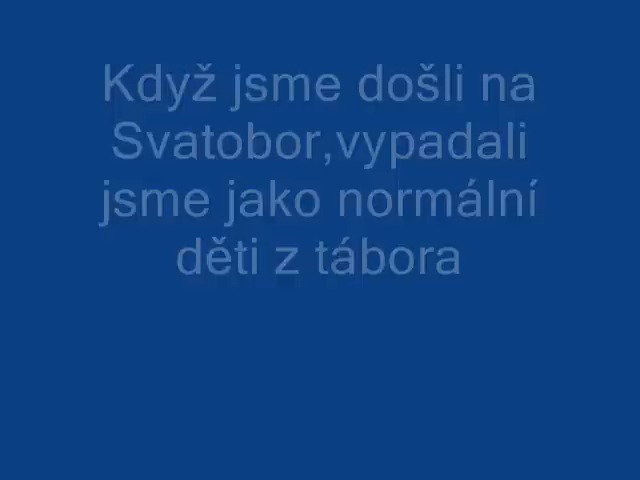 Když jsme došli na
Svatobor,vypadali
jsme jako normální
děti z tábora